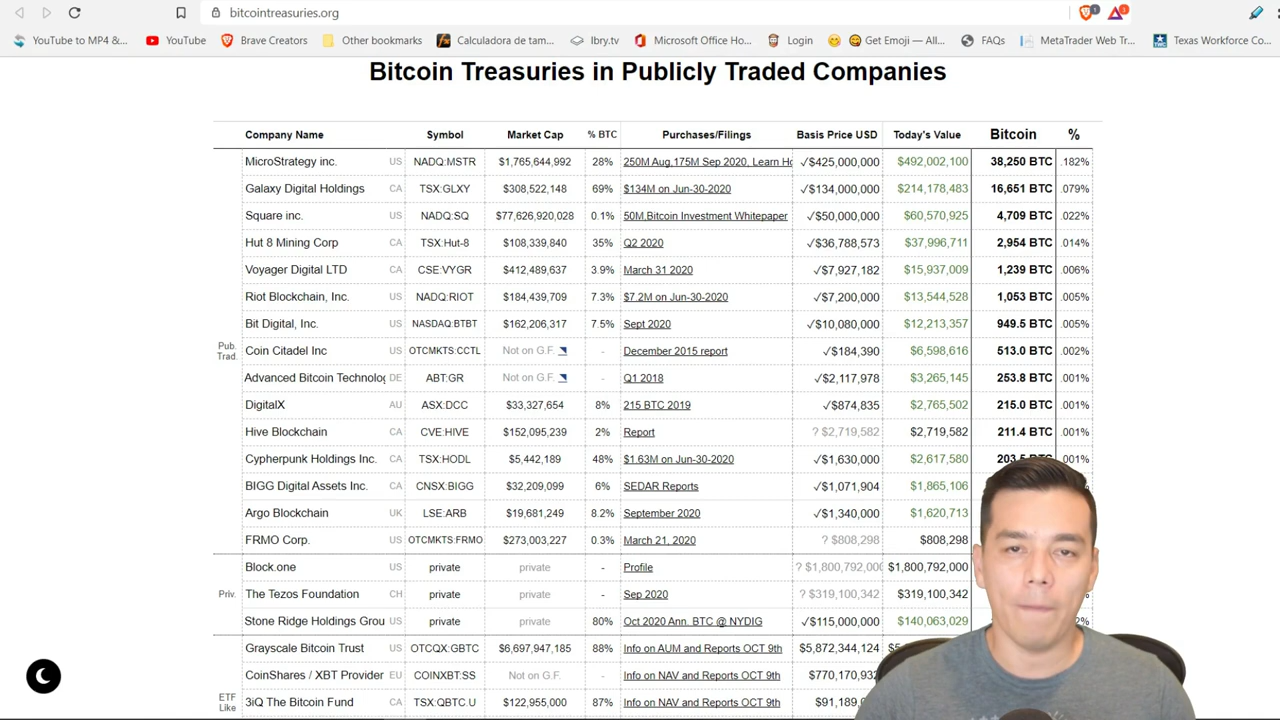 bitcointreasuries.org 1 3
YouTube to MP4 &... YouTube Brave Creators Other bookmarks Calculadora de tam... lbry.tv Microsoft Office Ho... Login Get Emoji — All... FAQs MetaTrader Web Tr... Texas Workforce Co...
Bitcoin Treasuries in Publicly Traded Companies
Company Name Symbol Market Cap % BTC Purchases/Filings Basis Price USD Today's Value Bitcoin %
MicroStrategy inc. US NADQ:MSTR $1,765,644,992 28% 250M Aug,175M Sep 2020, Learn Ho ✓$425,000,000 $492,002,100 38,250 BTC .182%
Galaxy Digital Holdings CA TSX:GLXY $308,522,148 69% $134M on Jun-30-2020 ✓$134,000,000 $214,178,483 16,651 BTC .079%
Square inc. US NADQ:SQ $77,626,920,028 0.1% 50M,Bitcoin Investment Whitepaper ✓$50,000,000 $60,570,925 4,709 BTC .022%
Hut 8 Mining Corp CA TSX:Hut-8 $108,339,840 35% Q2 2020 ✓$36,788,573 $37,996,711 2,954 BTC .014%
Voyager Digital LTD CA CSE:VYGR $412,489,637 3.9% March 31 2020 ✓$7,927,182 $15,937,009 1,239 BTC .006%
Riot Blockchain, Inc. US NADQ:RIOT $184,439,709 7.3% $7.2M on Jun-30-2020 ✓$7,200,000 $13,544,528 1,053 BTC .005%
Bit Digital, Inc. US NASDAQ:BTBT $162,206,317 7.5% Sept 2020 ✓$10,080,000 $12,213,357 949.5 BTC .005%
Pub. Trad. Coin Citadel Inc US OTCMKTS:CCTL Not on G.F. - December 2015 report ✓$184,390 $6,598,616 513.0 BTC .002%
Advanced Bitcoin Technolog DE ABT:GR Not on G.F. - Q1 2018 ✓$2,117,978 $3,265,145 253.8 BTC .001%
DigitalX AU ASX:DCC $33,327,654 8% 215 BTC 2019 ✓$874,835 $2,765,502 215.0 BTC .001%
Hive Blockchain CA CVE:HIVE $152,095,239 2% Report ? $2,719,582 $2,719,582 211.4 BTC .001%
Cypherpunk Holdings Inc. CA TSX:HODL $5,442,189 48% $1.63M on Jun-30-2020 ✓$1,630,000 $2,617,580 203.5 BTC .001%
BIGG Digital Assets Inc. CA CNSX:BIGG $32,209,099 6% SEDAR Reports ✓$1,071,904 $1,865,106
Argo Blockchain UK LSE:ARB $19,681,249 8.2% September 2020 ✓$1,340,000 $1,620,713
FRMO Corp. US OTCMKTS:FRMO $273,003,227 0.3% March 21, 2020 ? $808,298 $808,298
Block.one US private private - Profile ? $1,800,792,000 $1,800,792,000
Priv. The Tezos Foundation CH private private - Sep 2020 ? $319,100,342 $319,100,342
Stone Ridge Holdings Grou US private private 80% Oct 2020 Ann. BTC @ NYDIG ✓$115,000,000 $140,063,029
Grayscale Bitcoin Trust US OTCQX:GBTC $6,697,947,185 88% Info on AUM and Reports OCT 9th $5,872,344,124
CoinShares / XBT Provider EU COINXBT:SS Not on G.F. Info on NAV and Reports OCT 9th
ETF Like 3iQ The Bitcoin Fund CA TSX:QBTC.U $122,955,000 87% Info on NAV and Reports OCT 9th